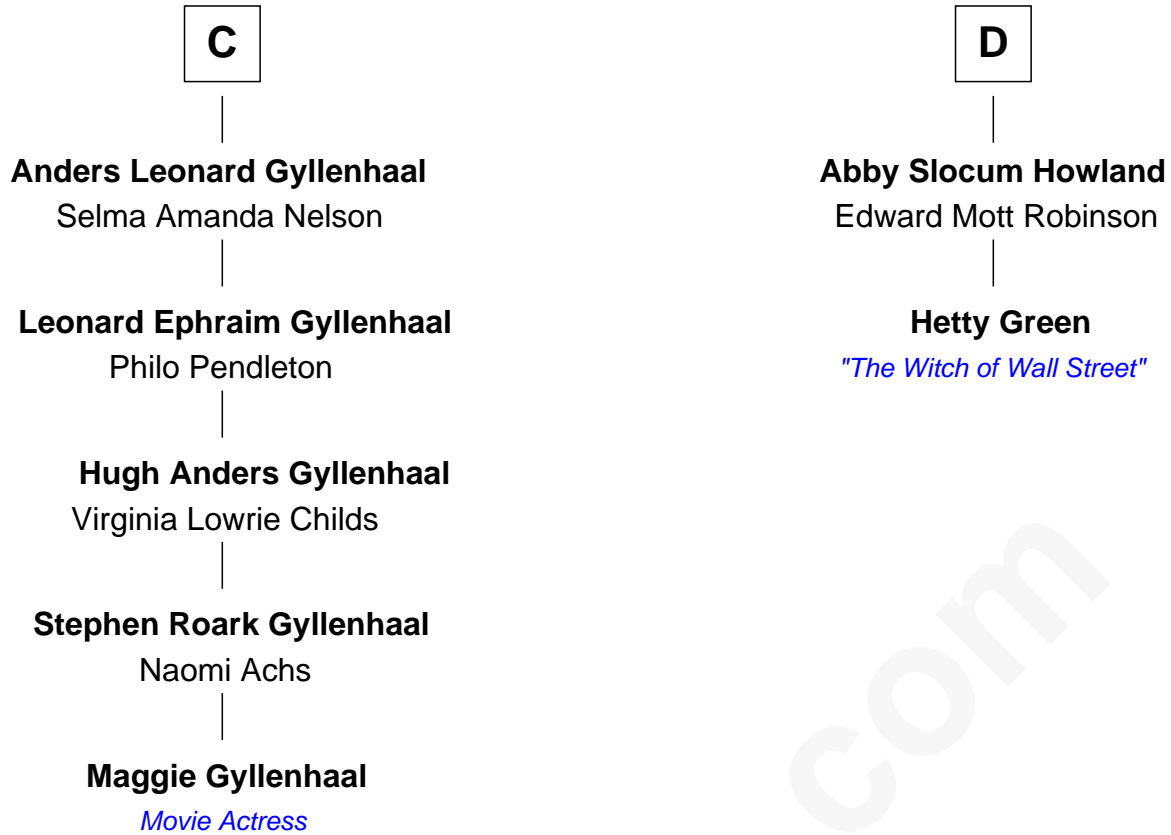 C
Anders Leonard Gyllenhaal
Selma Amanda Nelson
Leonard Ephraim Gyllenhaal
Philo Pendleton
Hugh Anders Gyllenhaal
Virginia Lowrie Childs
Stephen Roark Gyllenhaal
Naomi Achs
Maggie Gyllenhaal
Movie Actress
D
Abby Slocum Howland
Edward Mott Robinson
Hetty Green
"The Witch of Wall Street"
com